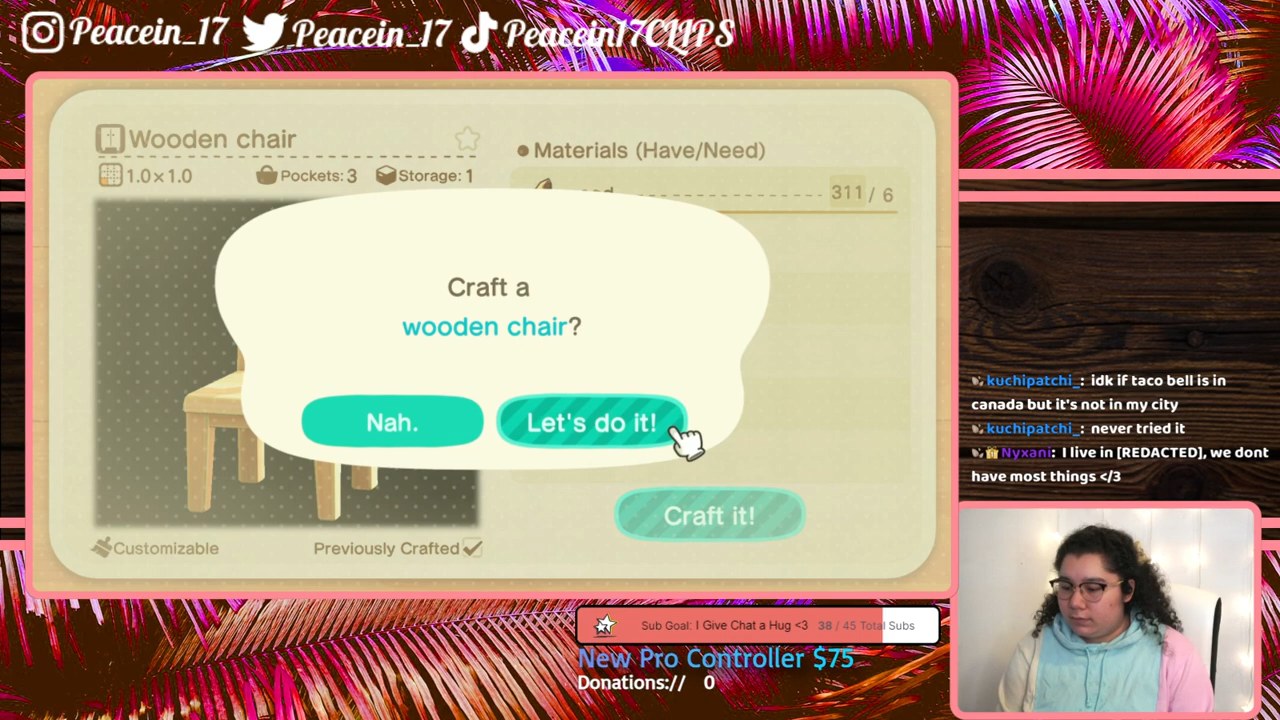 Peacein_17 Peacein_17 Peacein17CLIPS
Wooden chair
1.0×1.0 Pockets: 3 Storage: 1
Materials (Have/Need)
311 / 6
Craft a
wooden chair?
Nah. Let's do it!
Craft it!
Customizable Previously Crafted
kuchipatchi_: idk if taco bell is in
canada but it's not in my city
kuchipatchi_: never tried it
Nyxani: I live in [REDACTED], we dont
have most things </3
Sub Goal: I Give Chat a Hug <3 38 / 45 Total Subs
New Pro Controller $75
Donations:// 0